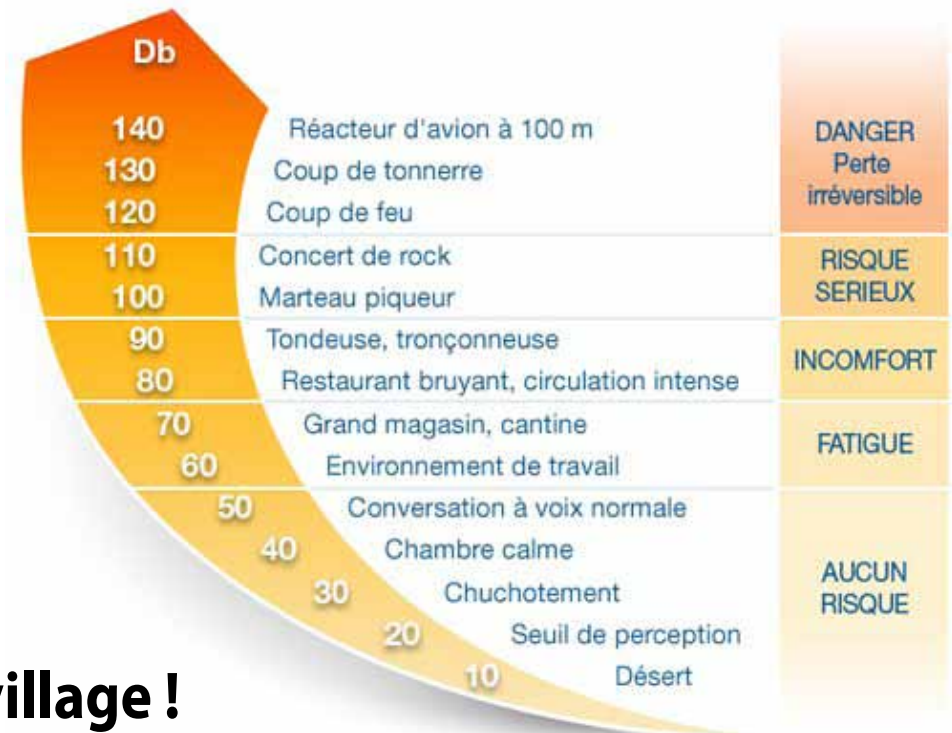 Db
140 Réacteur d'avion à 100 m
130 Coup de tonnerre
120 Coup de feu
DANGER
Perte
irréversible
110 Concert de rock
100 Marteau piqueur
RISQUE
SERIEUX
90 Tondeuse, tronçonneuse
80 Restaurant bruyant, circulation intense
INCOMFORT
70 Grand magasin, cantine
60 Environnement de travail
FATIGUE
50 Conversation à voix normale
40 Chambre calme
30 Chuchotement
20 Seuil de perception
10 Désert
AUCUN
RISQUE
village !